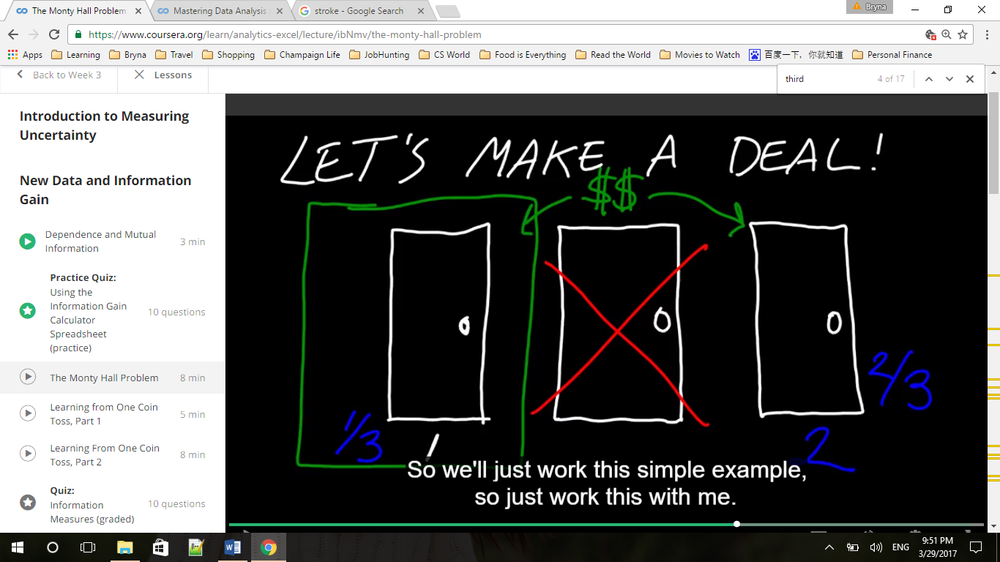 The Monty Hall Problem
Mastering Data Analysis
stroke - Google Search
Bryna
https://www.coursera.org/learn/analytics-excel/lecture/ibNmv/the-monty-hall-problem
Apps Learning Bryna Travel Shopping Champaign Life JobHunting CS World Food is Everything Read the World Movies to Watch 百度一下，你就知道 Personal Finance
Back to Week 3 Lessons
third 4 of 17
Introduction to Measuring
Uncertainty
New Data and Information
Gain
Dependence and Mutual
Information
3 min
Practice Quiz:
Using the
Information Gain
Calculator
Spreadsheet
(practice)
10 questions
The Monty Hall Problem 8 min
Learning from One Coin
Toss, Part 1
5 min
Learning From One Coin
Toss, Part 2
8 min
Quiz:
Information
Measures (graded)
10 questions
LET'S MAKE A DEAL!
$$
1/3
1
2/3
2
So we'll just work this simple example,
so just work this with me.
ENG
9:51 PM
3/29/2017